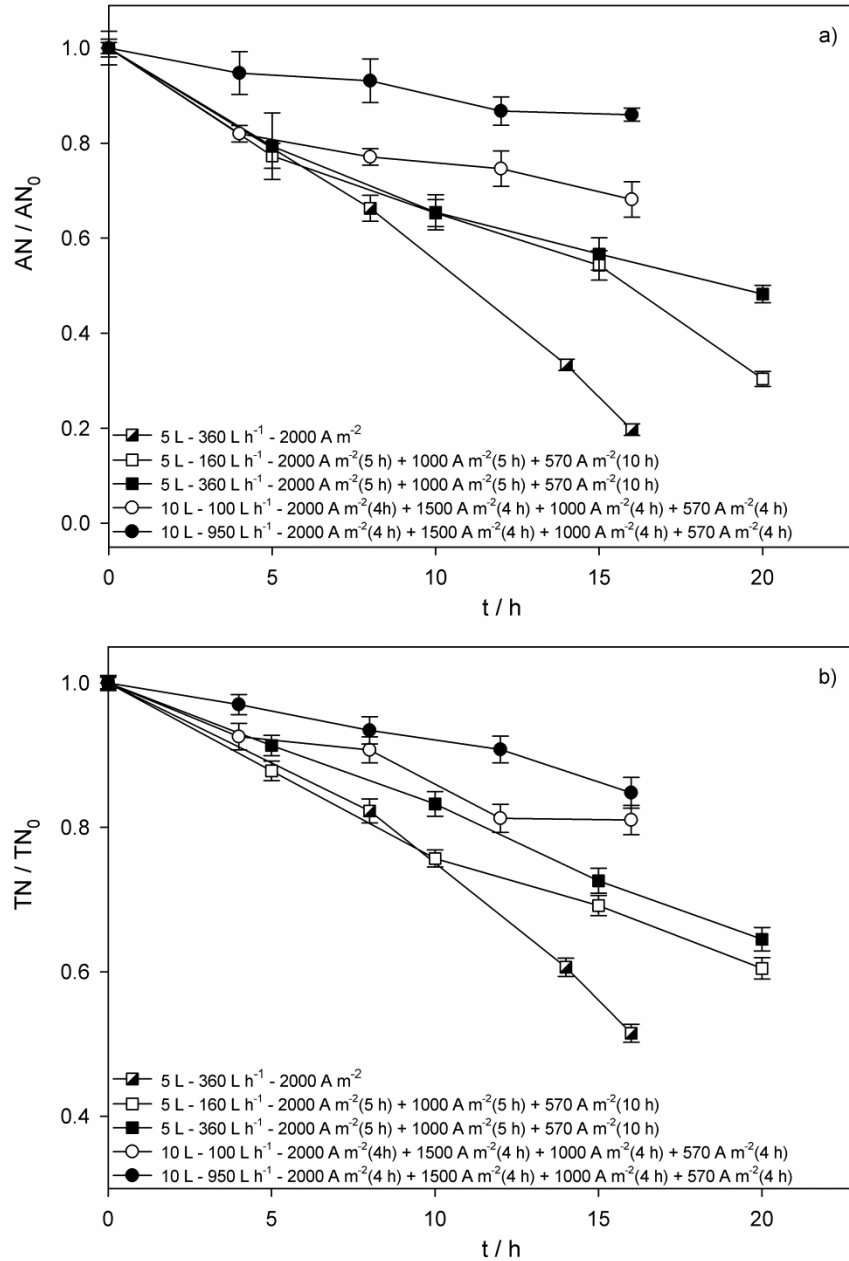 a)
1.0
0.8
0.6
0.4
0.2
0.0
AN / AN₀
5 L - 360 L h⁻¹ - 2000 A m⁻²
5 L - 160 L h⁻¹ - 2000 A m⁻²(5 h) + 1000 A m⁻²(5 h) + 570 A m⁻²(10 h)
5 L - 360 L h⁻¹ - 2000 A m⁻²(5 h) + 1000 A m⁻²(5 h) + 570 A m⁻²(10 h)
10 L - 100 L h⁻¹ - 2000 A m⁻²(4h) + 1500 A m⁻²(4 h) + 1000 A m⁻²(4 h) + 570 A m⁻²(4 h)
10 L - 950 L h⁻¹ - 2000 A m⁻²(4 h) + 1500 A m⁻²(4 h) + 1000 A m⁻²(4 h) + 570 A m⁻²(4 h)
0 5 10 15 20
t / h
b)
1.0
0.8
0.6
0.4
TN / TN₀
5 L - 360 L h⁻¹ - 2000 A m⁻²
5 L - 160 L h⁻¹ - 2000 A m⁻²(5 h) + 1000 A m⁻²(5 h) + 570 A m⁻²(10 h)
5 L - 360 L h⁻¹ - 2000 A m⁻²(5 h) + 1000 A m⁻²(5 h) + 570 A m⁻²(10 h)
10 L - 100 L h⁻¹ - 2000 A m⁻²(4h) + 1500 A m⁻²(4 h) + 1000 A m⁻²(4 h) + 570 A m⁻²(4 h)
10 L - 950 L h⁻¹ - 2000 A m⁻²(4 h) + 1500 A m⁻²(4 h) + 1000 A m⁻²(4 h) + 570 A m⁻²(4 h)
0 5 10 15 20
t / h